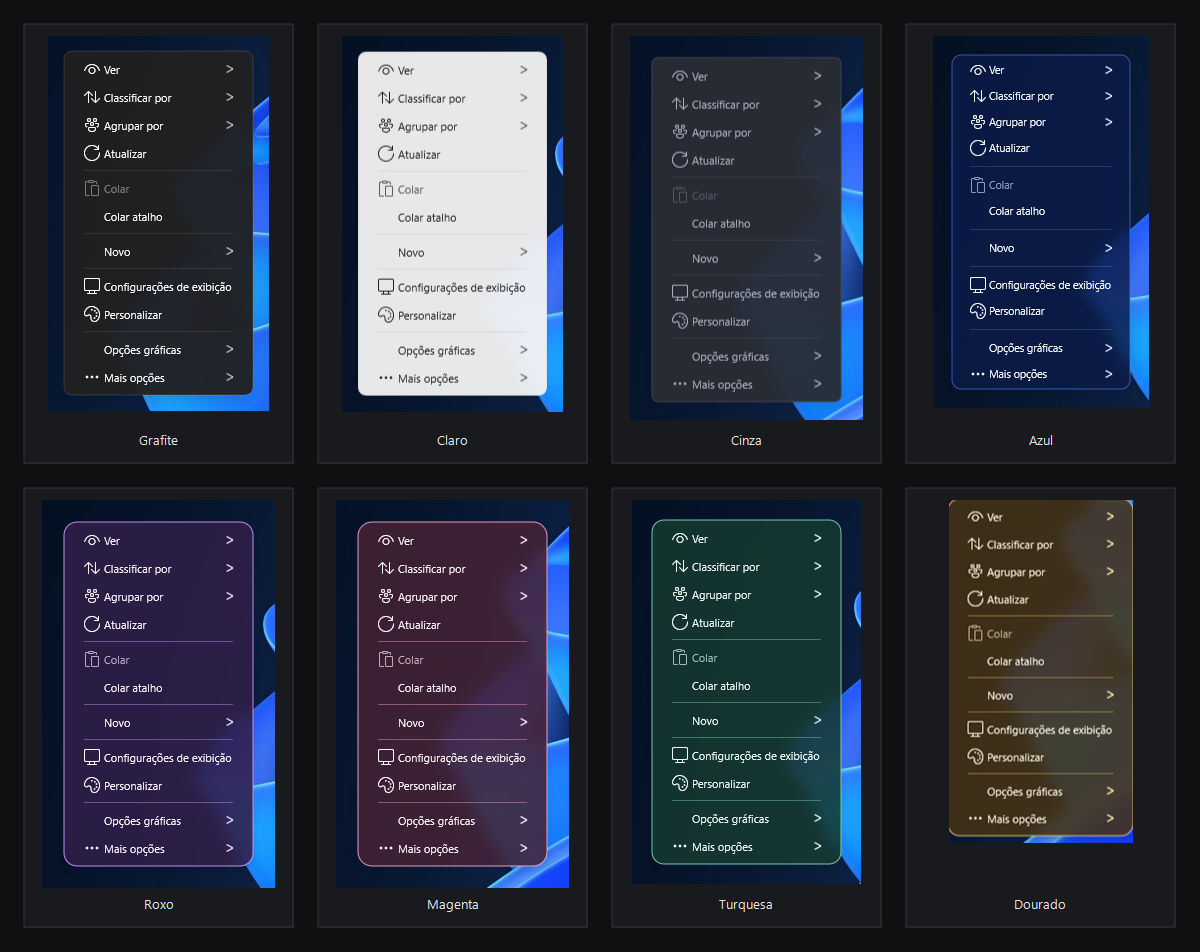 Ver >
Classificar por >
Agrupar por >
Atualizar
Colar
Colar atalho
Novo >
Configurações de exibição
Personalizar
Opções gráficas >
••• Mais opções >
Grafite
Ver >
Classificar por >
Agrupar por >
Atualizar
Colar
Colar atalho
Novo >
Configurações de exibição
Personalizar
Opções gráficas >
••• Mais opções >
Claro
Ver >
Classificar por >
Agrupar por >
Atualizar
Colar
Colar atalho
Novo >
Configurações de exibição
Personalizar
Opções gráficas >
••• Mais opções >
Cinza
Ver >
Classificar por >
Agrupar por >
Atualizar
Colar
Colar atalho
Novo >
Configurações de exibição
Personalizar
Opções gráficas >
••• Mais opções >
Azul
Ver >
Classificar por >
Agrupar por >
Atualizar
Colar
Colar atalho
Novo >
Configurações de exibição
Personalizar
Opções gráficas >
••• Mais opções >
Roxo
Ver >
Classificar por >
Agrupar por >
Atualizar
Colar
Colar atalho
Novo >
Configurações de exibição
Personalizar
Opções gráficas >
••• Mais opções >
Magenta
Ver >
Classificar por >
Agrupar por >
Atualizar
Colar
Colar atalho
Novo >
Configurações de exibição
Personalizar
Opções gráficas >
••• Mais opções >
Turquesa
Ver >
Classificar por >
Agrupar por >
Atualizar
Colar
Colar atalho
Novo >
Configurações de exibição
Personalizar
Opções gráficas >
••• Mais opções >
Dourado